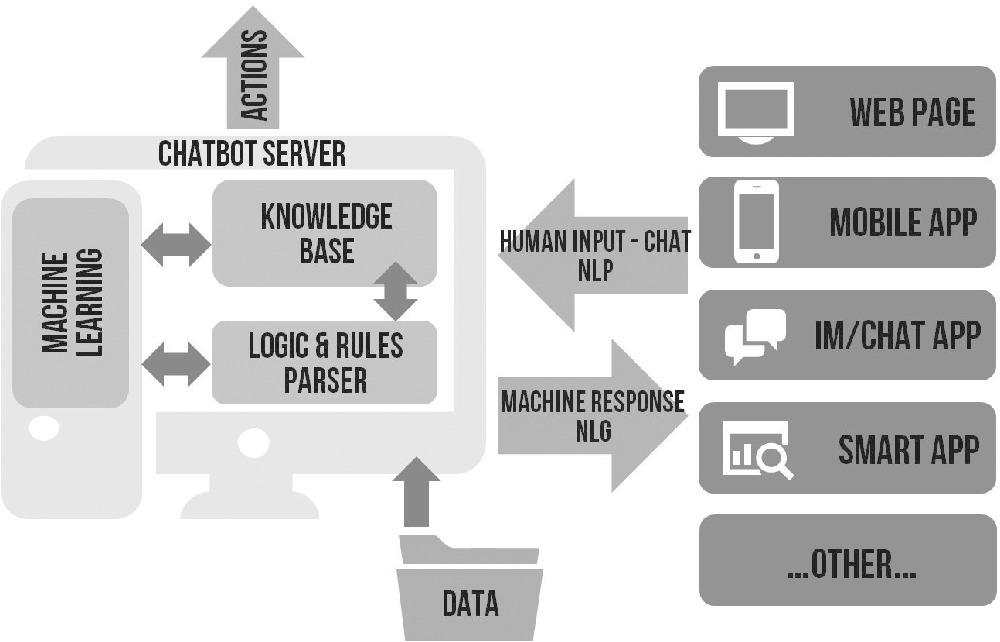 ACTIONS
CHATBOT SERVER
MACHINE
LEARNING
KNOWLEDGE
BASE
LOGIC & RULES
PARSER
HUMAN INPUT - CHAT
NLP
MACHINE RESPONSE
NLG
DATA
WEB PAGE
MOBILE APP
IM/CHAT APP
SMART APP
...OTHER...